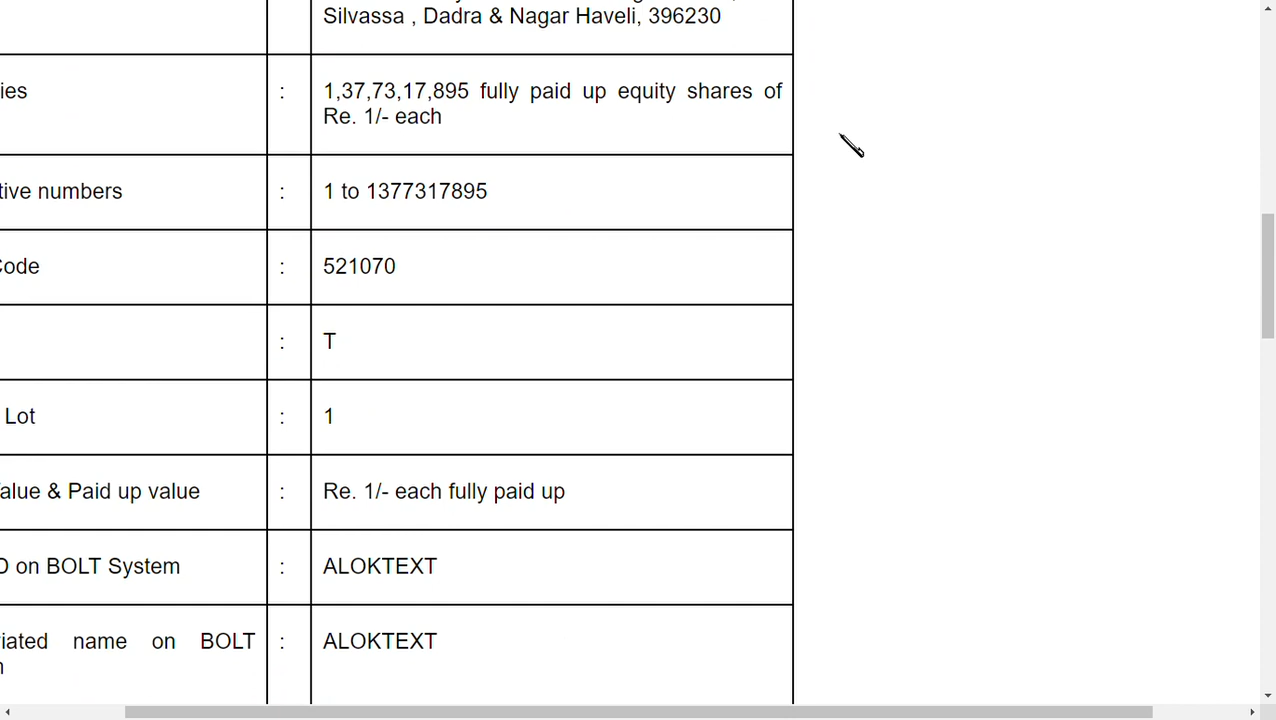 Silvassa , Dadra & Nagar Haveli, 396230
ies : 1,37,73,17,895 fully paid up equity shares of
Re. 1/- each
tive numbers : 1 to 1377317895
Code : 521070
: T
Lot : 1
alue & Paid up value : Re. 1/- each fully paid up
D on BOLT System : ALOKTEXT
iated name on BOLT : ALOKTEXT